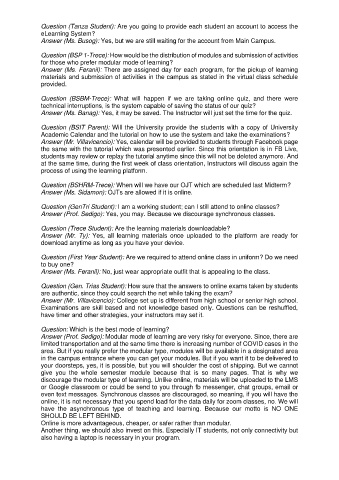 Question (Tanza Student): Are you going to provide each student an account to access the
eLearning System?
Answer (Ms. Busog): Yes, but we are still waiting for the account from Main Campus.
Question (BSP 1-Trece): How would be the distribution of modules and submission of activities
for those who prefer modular mode of learning?
Answer (Ms. Feranil): There are assigned day for each program, for the pickup of learning
materials and submission of activities in the campus as stated in the virtual class schedule
provided.
Question (BSBM-Trece): What will happen if we are taking online quiz, and there were
technical interruptions, is the system capable of saving the status of our quiz?
Answer (Ms. Banag): Yes, it may be saved. The Instructor will just set the time for the quiz.
Question (BSIT Parent): Will the University provide the students with a copy of University
Academic Calendar and the tutorial on how to use the system and take the examinations?
Answer (Mr. Villavicencio): Yes, calendar will be provided to students through Facebook page
the same with the tutorial which was presented earlier. Since this orientation is in FB Live,
students may review or replay the tutorial anytime since this will not be deleted anymore. And
at the same time, during the first week of class orientation, Instructors will discuss again the
process of using the learning platform.
Question (BSHRM-Trece): When will we have our OJT which are scheduled last Midterm?
Answer (Ms. Sidamon): OJTs are allowed if it is online.
Question (GenTri Student): I am a working student; can I still attend to online classes?
Answer (Prof. Sedigo): Yes, you may. Because we discourage synchronous classes.
Question (Trece Student): Are the learning materials downloadable?
Answer (Mr. Ty): Yes, all learning materials once uploaded to the platform are ready for
download anytime as long as you have your device.
Question (First Year Student): Are we required to attend online class in uniform? Do we need
to buy one?
Answer (Ms. Feranil): No, just wear appropriate outfit that is appealing to the class.
Question (Gen. Trias Student): How sure that the answers to online exams taken by students
are authentic, since they could search the net while taking the exam?
Answer (Mr. Villavicencio): College set up is different from high school or senior high school.
Examinations are skill based and not knowledge based only. Questions can be reshuffled,
have timer and other strategies, your instructors may set it.
Question: Which is the best mode of learning?
Answer (Prof. Sedigo): Modular mode of learning are very risky for everyone. Since, there are
limited transportation and at the same time there is increasing number of COVID cases in the
area. But if you really prefer the modular type, modules will be available in a designated area
in the campus entrance where you can get your modules. But if you want it to be delivered to
your doorsteps, yes, it is possible, but you will shoulder the cost of shipping. But we cannot
give you the whole semester module because that is so many pages. That is why we
discourage the modular type of learning. Unlike online, materials will be uploaded to the LMS
or Google classroom or could be send to you through fb messenger, chat groups, email or
even text messages. Synchronous classes are discouraged, so meaning, if you will have the
online, it is not necessary that you spend load for the data daily for zoom classes, no. We will
have the asynchronous type of teaching and learning. Because our motto is NO ONE
SHOULD BE LEFT BEHIND.
Online is more advantageous, cheaper, or safer rather than modular.
Another thing, we should also invest on this. Especially IT students, not only connectivity but
also having a laptop is necessary in your program.